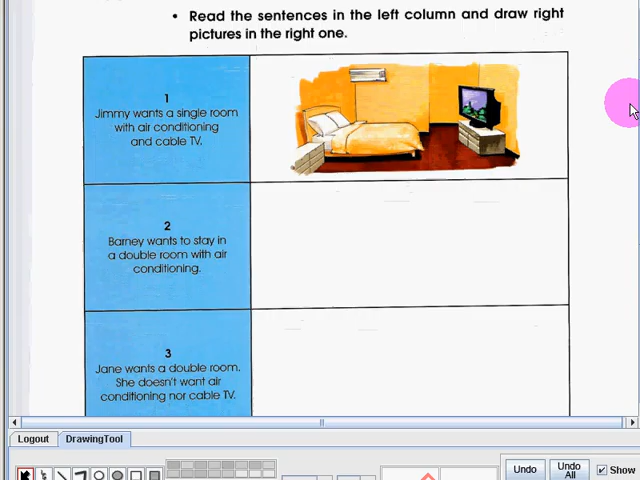 • Read the sentences in the left column and draw right
pictures in the right one.
1
Jimmy wants a single room
with air conditioning
and cable TV.
2
Barney wants to stay in
a double room with air
conditioning.
3
Jane wants a double room.
She doesn't want air
conditioning nor cable TV.
Logout
DrawingTool
Undo
Undo
All
Show